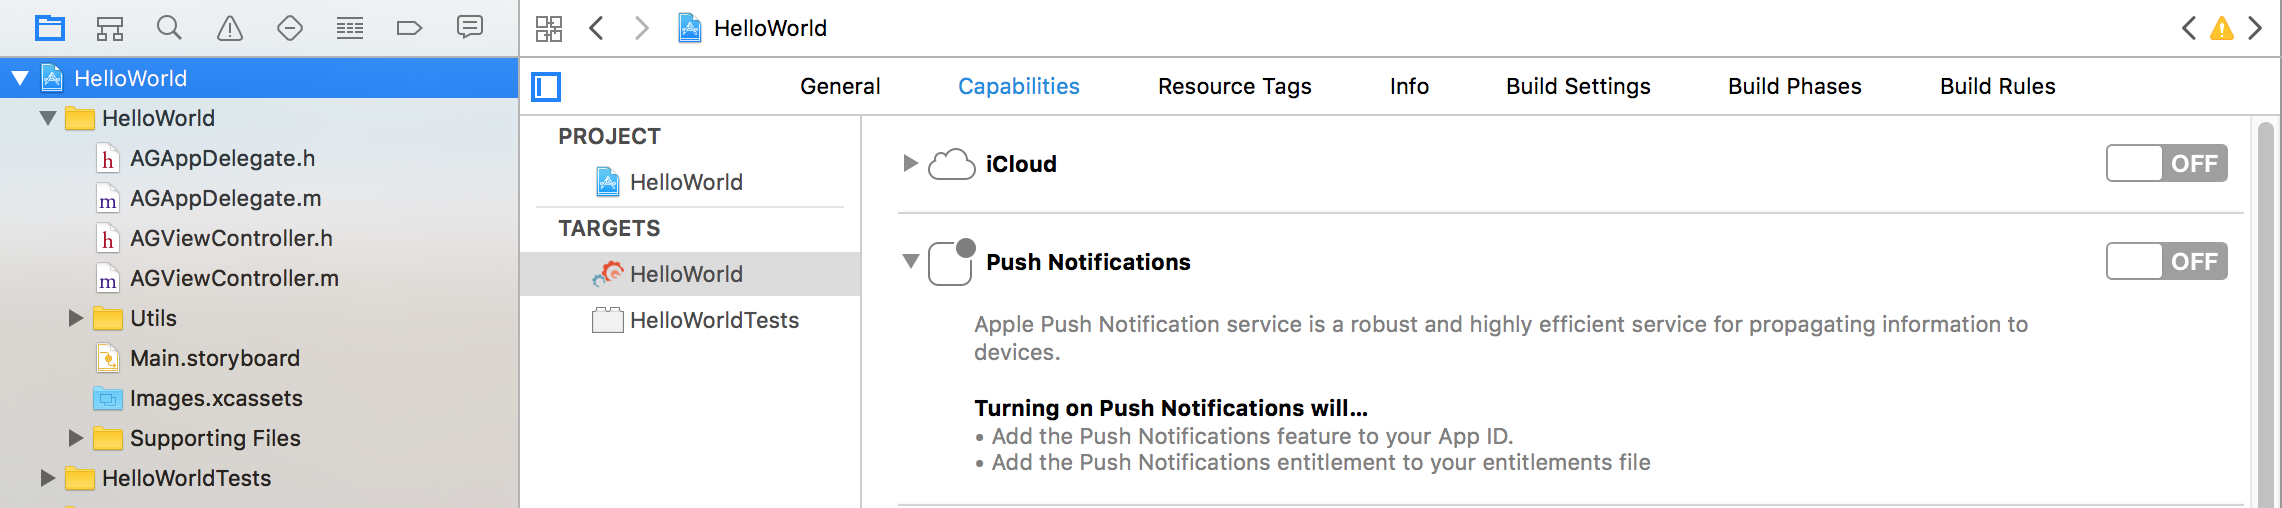 HelloWorld
HelloWorld
HelloWorld
AGAppDelegate.h
AGAppDelegate.m
AGViewController.h
AGViewController.m
Utils
Main.storyboard
Images.xcassets
Supporting Files
HelloWorldTests
General Capabilities Resource Tags Info Build Settings Build Phases Build Rules
PROJECT
HelloWorld
TARGETS
HelloWorld
HelloWorldTests
iCloud OFF
Push Notifications OFF
Apple Push Notification service is a robust and highly efficient service for propagating information to
devices.
Turning on Push Notifications will…
• Add the Push Notifications feature to your App ID.
• Add the Push Notifications entitlement to your entitlements file